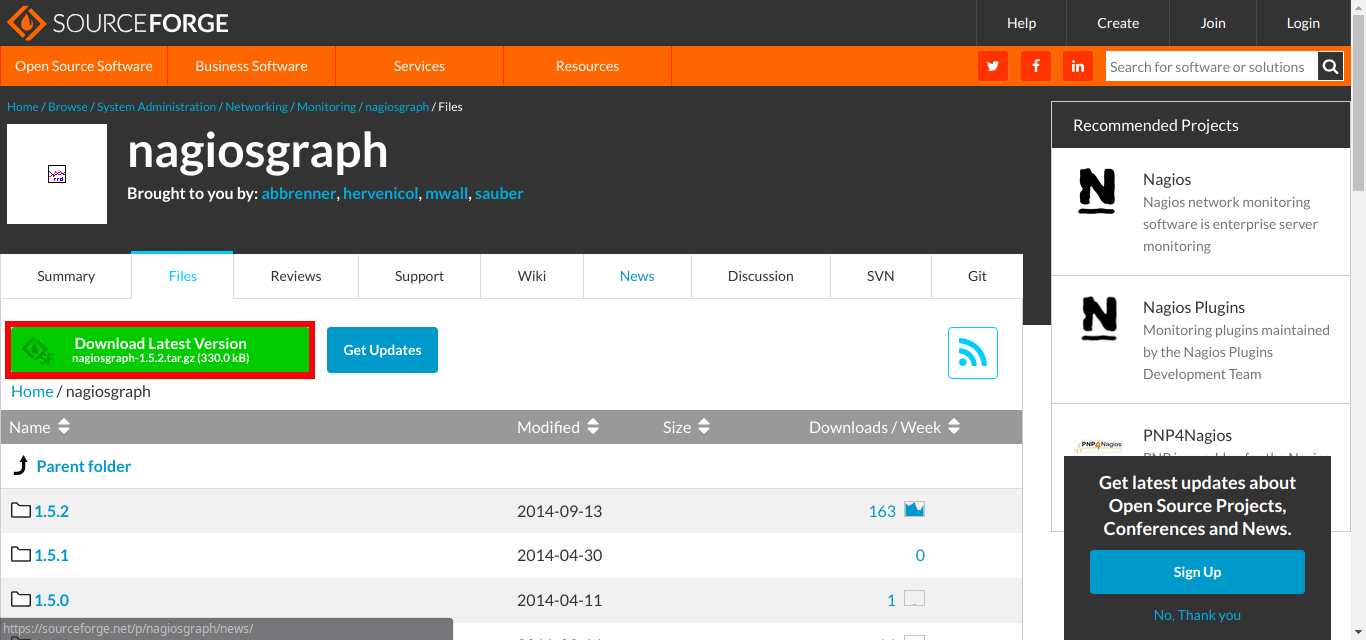 SOURCEFORGE
Help
Create
Join
Login
Open Source Software
Business Software
Services
Resources
Search for software or solutions
Home / Browse / System Administration / Networking / Monitoring / nagiosgraph / Files
nagiosgraph
Brought to you by: abbrenner, hervenicol, mwall, sauber
Summary
Files
Reviews
Support
Wiki
News
Discussion
SVN
Git
Download Latest Version
nagiosgraph-1.5.2.tar.gz (330.0 kB)
Get Updates
Home / nagiosgraph
Name
Modified
Size
Downloads / Week
Parent folder
1.5.2
2014-09-13
163
1.5.1
2014-04-30
0
1.5.0
2014-04-11
1
https://sourceforge.net/p/nagiosgraph/news/
Recommended Projects
Nagios
Nagios network monitoring
software is enterprise server
monitoring
Nagios Plugins
Monitoring plugins maintained
by the Nagios Plugins
Development Team
PNP4Nagios
PNP4Nagios
Get latest updates about
Open Source Projects,
Conferences and News.
Sign Up
No, Thank you